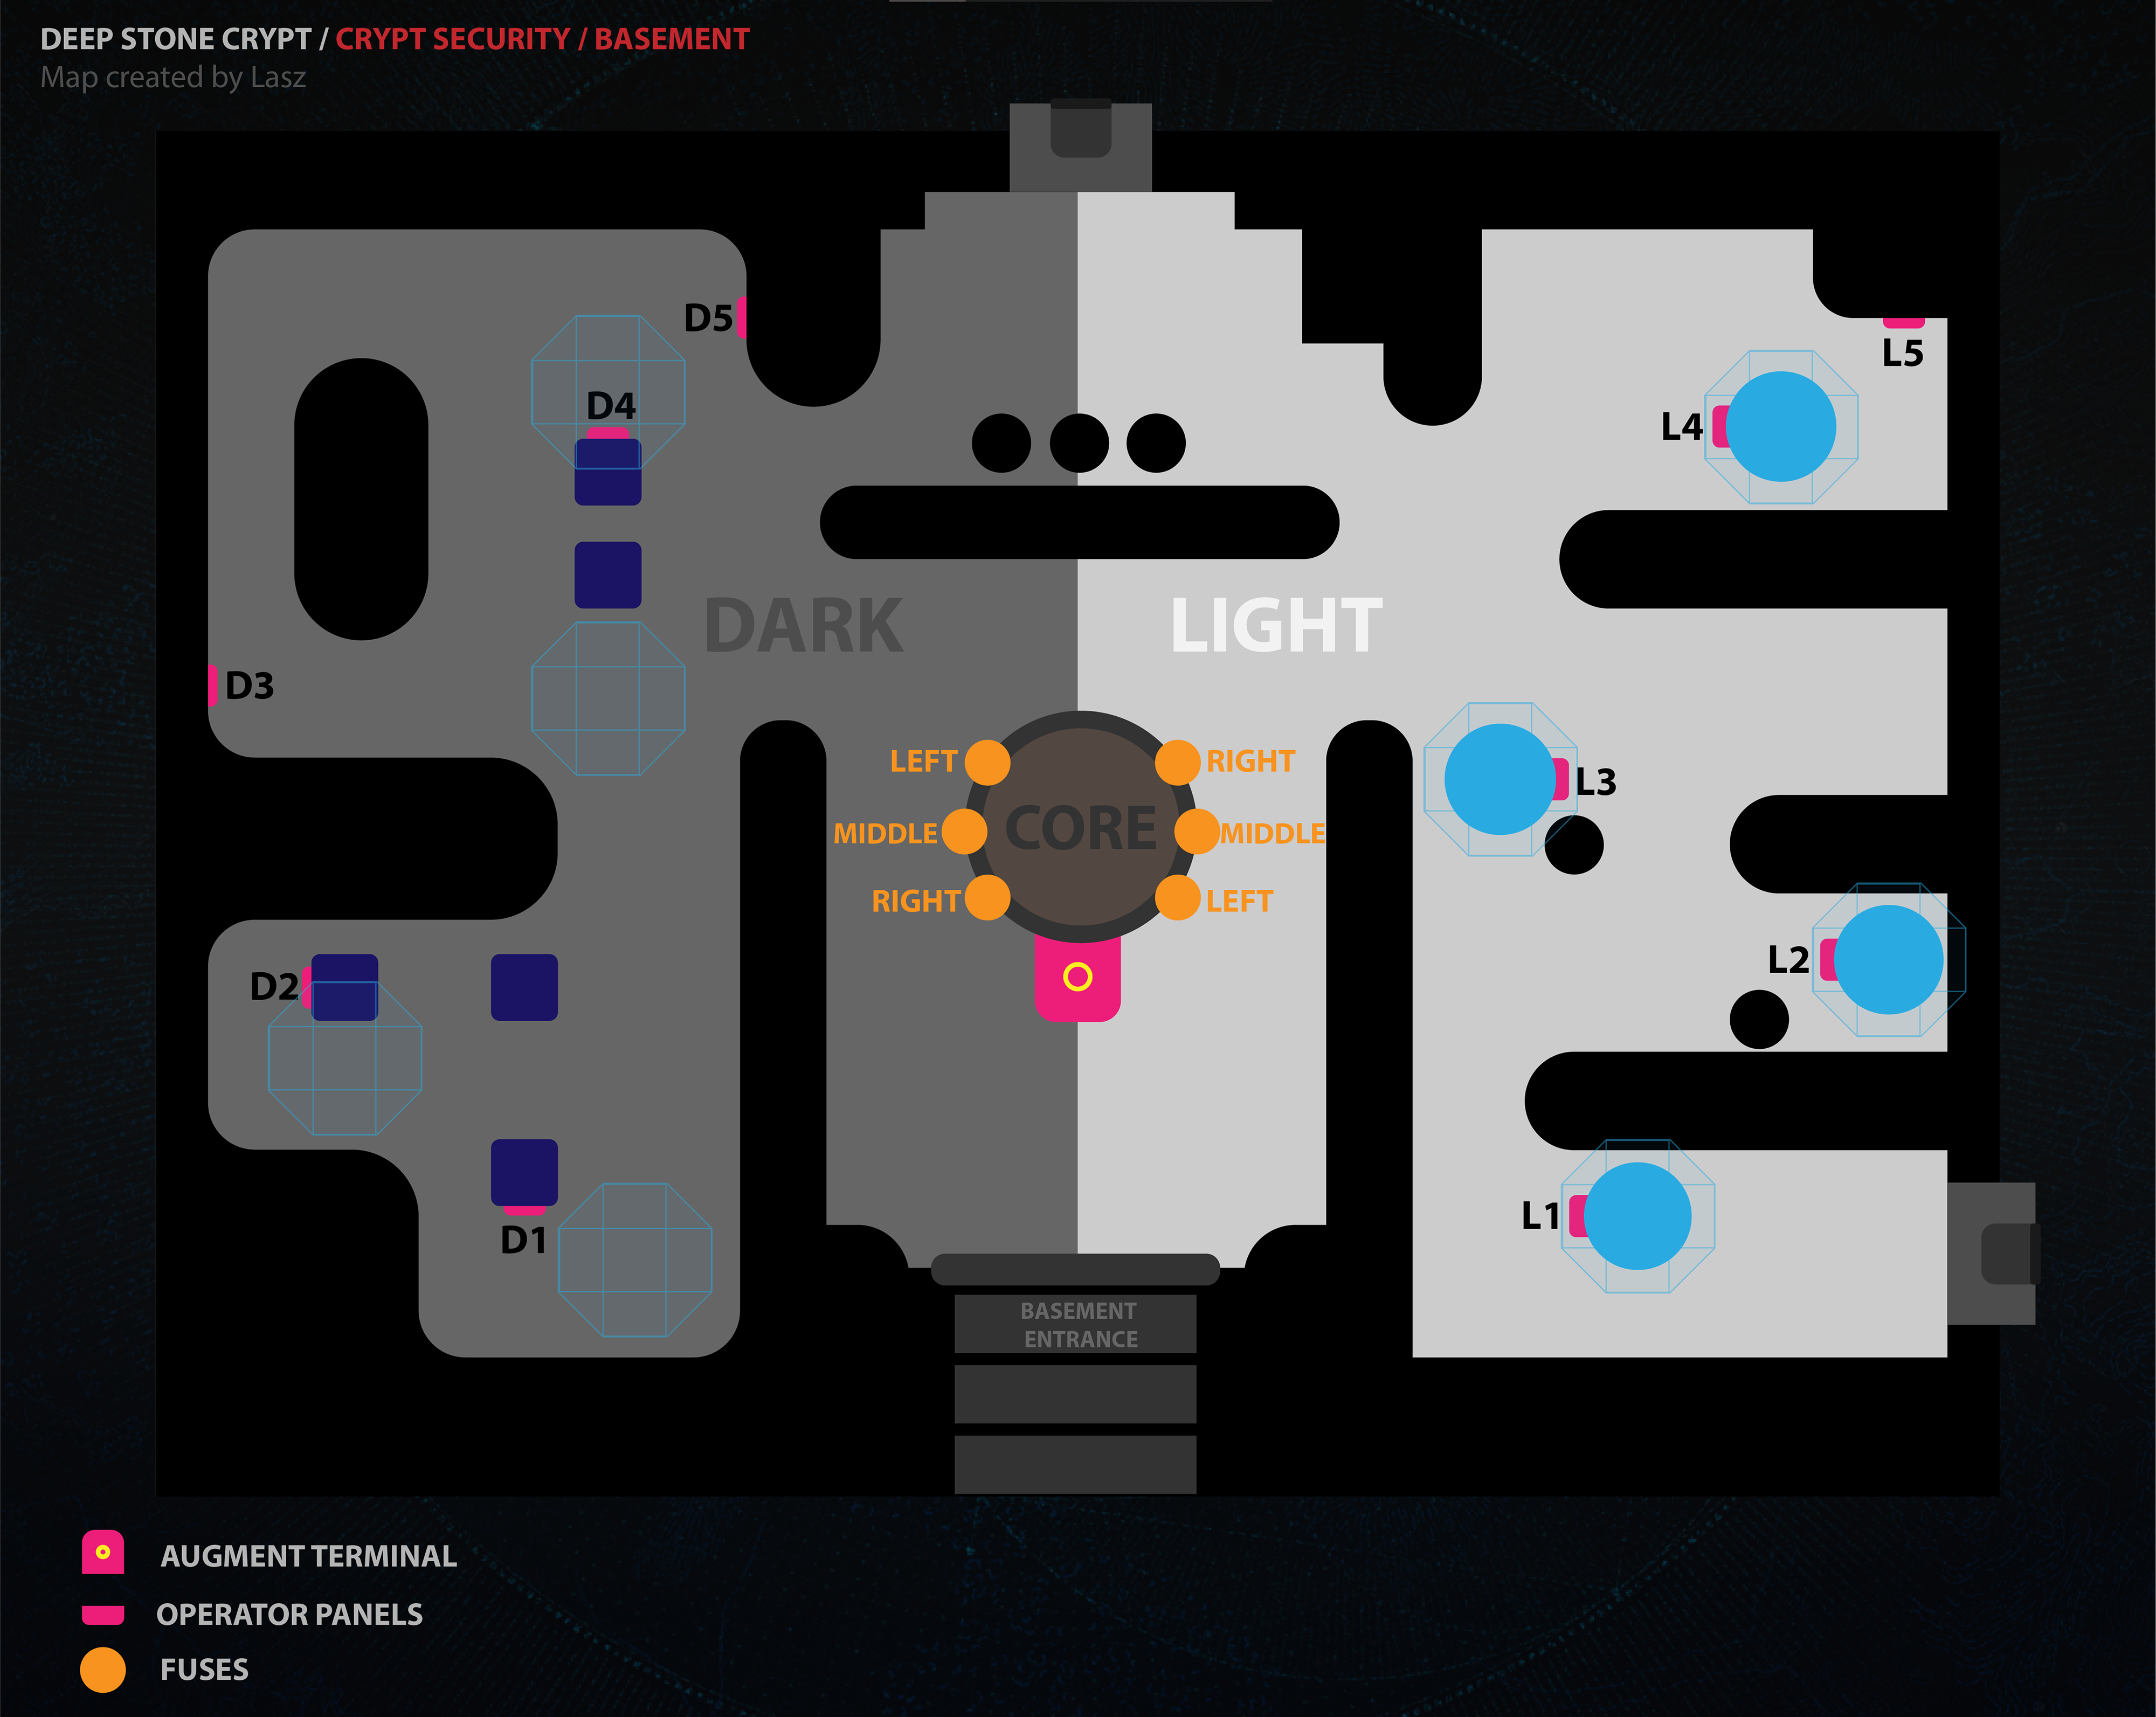 DEEP STONE CRYPT / CRYPT SECURITY / BASEMENT
Map created by Lasz
D5
L5
D4
L4
DARK
LIGHT
D3
LEFT
RIGHT
L3
CORE
MIDDLE
MIDDLE
RIGHT
LEFT
L2
D2
L1
D1
BASEMENT
ENTRANCE
AUGMENT TERMINAL
OPERATOR PANELS
FUSES